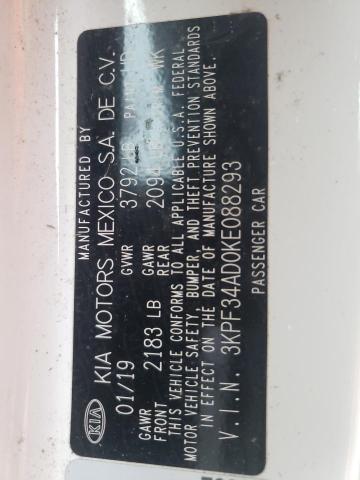 MANUFACTURED BY
KIA KIA MOTORS MEXICO S.A. DE C.V.
01/19 GVWR 3792 LB
GAWR FRONT 2183 LB GAWR REAR
THIS VEHICLE CONFORMS TO ALL APPLICABLE U.S.A. FEDERAL
MOTOR VEHICLE SAFETY, BUMPER, AND THEFT PREVENTION STANDARDS
IN EFFECT ON THE DATE OF MANUFACTURE SHOWN ABOVE.
V.I.N. 3KPF34AD0KE088293
PASSENGER CAR